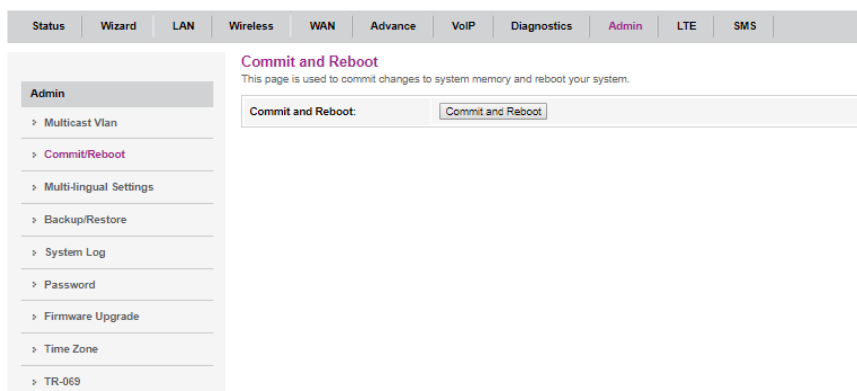 Status Wizard LAN Wireless WAN Advance VoIP Diagnostics Admin LTE SMS
Admin
Multicast Vlan
Commit/Reboot
Multi-lingual Settings
Backup/Restore
System Log
Password
Firmware Upgrade
Time Zone
TR-069
Commit and Reboot
This page is used to commit changes to system memory and reboot your system.
Commit and Reboot: Commit and Reboot